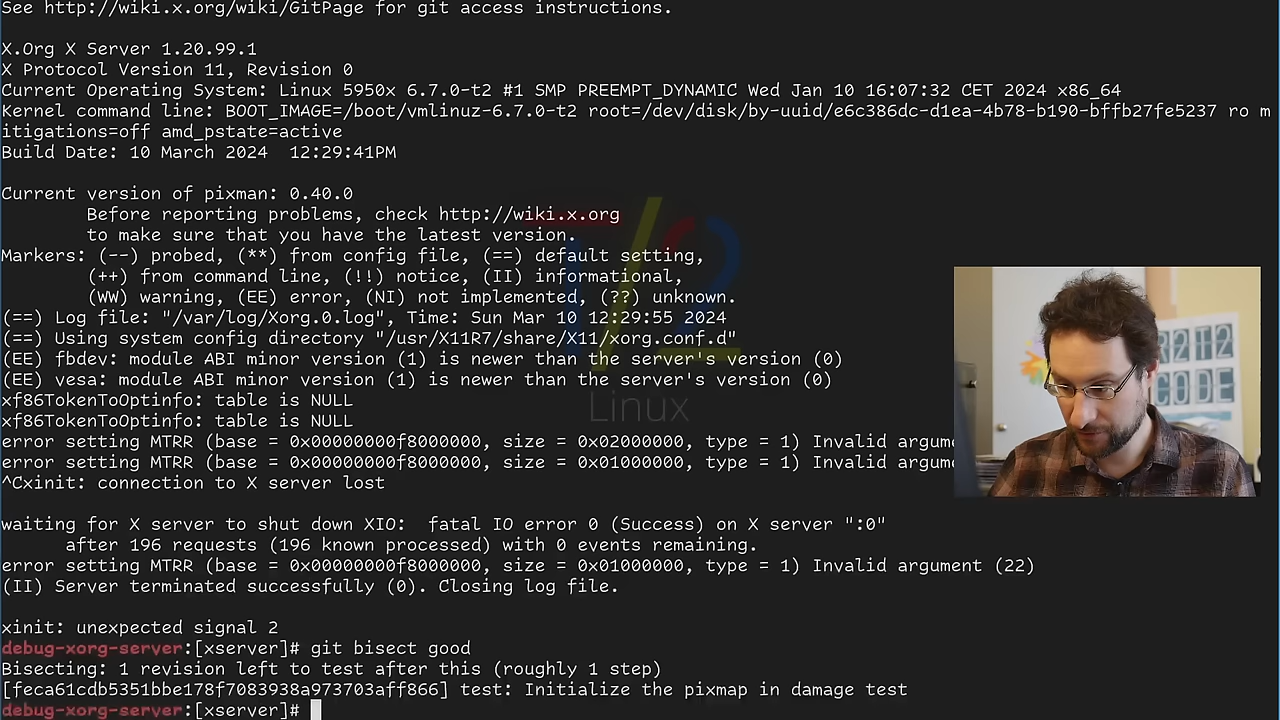 See http://wiki.x.org/wiki/GitPage for git access instructions.
X.Org X Server 1.20.99.1
X Protocol Version 11, Revision 0
Current Operating System: Linux 5950x 6.7.0-t2 #1 SMP PREEMPT_DYNAMIC Wed Jan 10 16:07:32 CET 2024 x86_64
Kernel command line: BOOT_IMAGE=/boot/vmlinuz-6.7.0-t2 root=/dev/disk/by-uuid/e6c386dc-d1ea-4b78-b190-bffb27fe5237 ro m
itigations=off amd_pstate=active
Build Date: 10 March 2024  12:29:41PM
Current version of pixman: 0.40.0
        Before reporting problems, check http://wiki.x.org
        to make sure that you have the latest version.
Markers: (--) probed, (**) from config file, (==) default setting,
        (++) from command line, (!!) notice, (II) informational,
        (WW) warning, (EE) error, (NI) not implemented, (??) unknown.
(==) Log file: "/var/log/Xorg.0.log", Time: Sun Mar 10 12:29:55 2024
(==) Using system config directory "/usr/X11R7/share/X11/xorg.conf.d"
(EE) fbdev: module ABI minor version (1) is newer than the server's version (0)
(EE) vesa: module ABI minor version (1) is newer than the server's version (0)
xf86TokenToOptinfo: table is NULL
xf86TokenToOptinfo: table is NULL
error setting MTRR (base = 0x00000000f8000000, size = 0x02000000, type = 1) Invalid argume
error setting MTRR (base = 0x00000000f8000000, size = 0x01000000, type = 1) Invalid argume
^Cxinit: connection to X server lost
waiting for X server to shut down XIO:  fatal IO error 0 (Success) on X server ":0"
      after 196 requests (196 known processed) with 0 events remaining.
error setting MTRR (base = 0x00000000f8000000, size = 0x01000000, type = 1) Invalid argument (22)
(II) Server terminated successfully (0). Closing log file.
xinit: unexpected signal 2
debug-xorg-server:[xserver]# git bisect good
Bisecting: 1 revision left to test after this (roughly 1 step)
[feca61cdb5351bbe178f7083938a973703aff866] test: Initialize the pixmap in damage test
debug-xorg-server:[xserver]#
T/2
Linux
R2T2
CODE